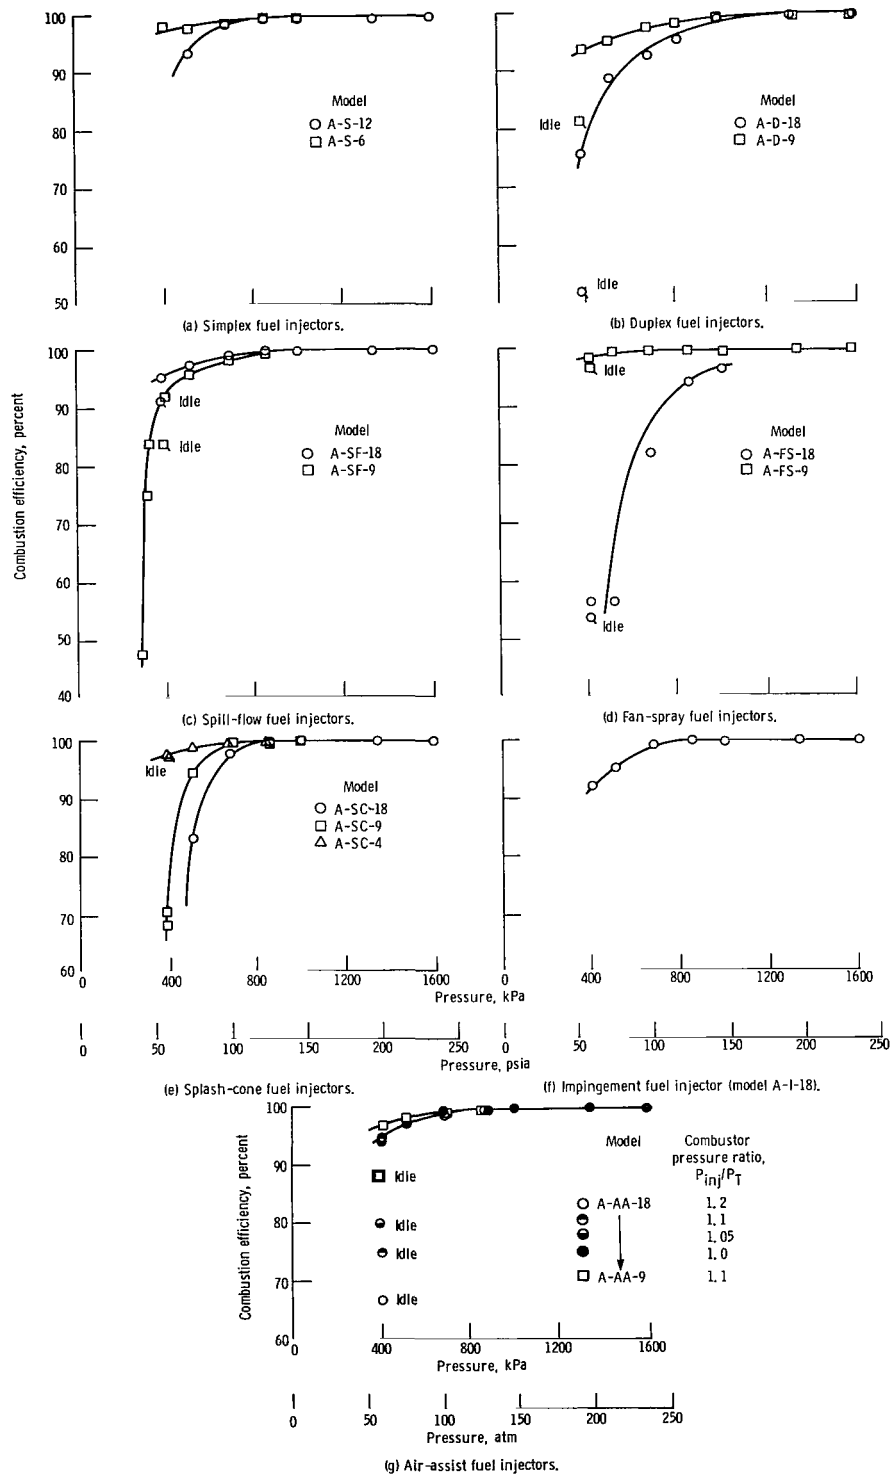 100
90
80
70
60
50
Model
A-S-12
A-S-6
(a) Simplex fuel injectors.
Idle
Model
A-D-18
A-D-9
Idle
(b) Duplex fuel injectors.
Combustion efficiency, percent
100
90
80
70
60
50
40
Idle
Idle
Model
A-SF-18
A-SF-9
(c) Spill-flow fuel injectors.
Idle
Model
A-FS-18
A-FS-9
Idle
(d) Fan-spray fuel injectors.
100
90
80
70
60
Idle
Model
A-SC-18
A-SC-9
A-SC-4
0 400 800 1200 1600
Pressure, kPa
0 50 100 150 200 250
Pressure, psia
(e) Splash-cone fuel injectors.
0 400 800 1200 1600
0 50 100 150 200 250
(f) Impingement fuel injector (model A-I-18).
Combustion efficiency, percent
100
90
80
70
60
Idle
Idle
Idle
Idle
Model Combustor
pressure ratio,
Pinj/PT
A-AA-18 1.2
1.1
1.05
1.0
A-AA-9 1.1
400 800 1200 1600
Pressure, kPa
0 50 100 150 200 250
Pressure, atm
(g) Air-assist fuel injectors.